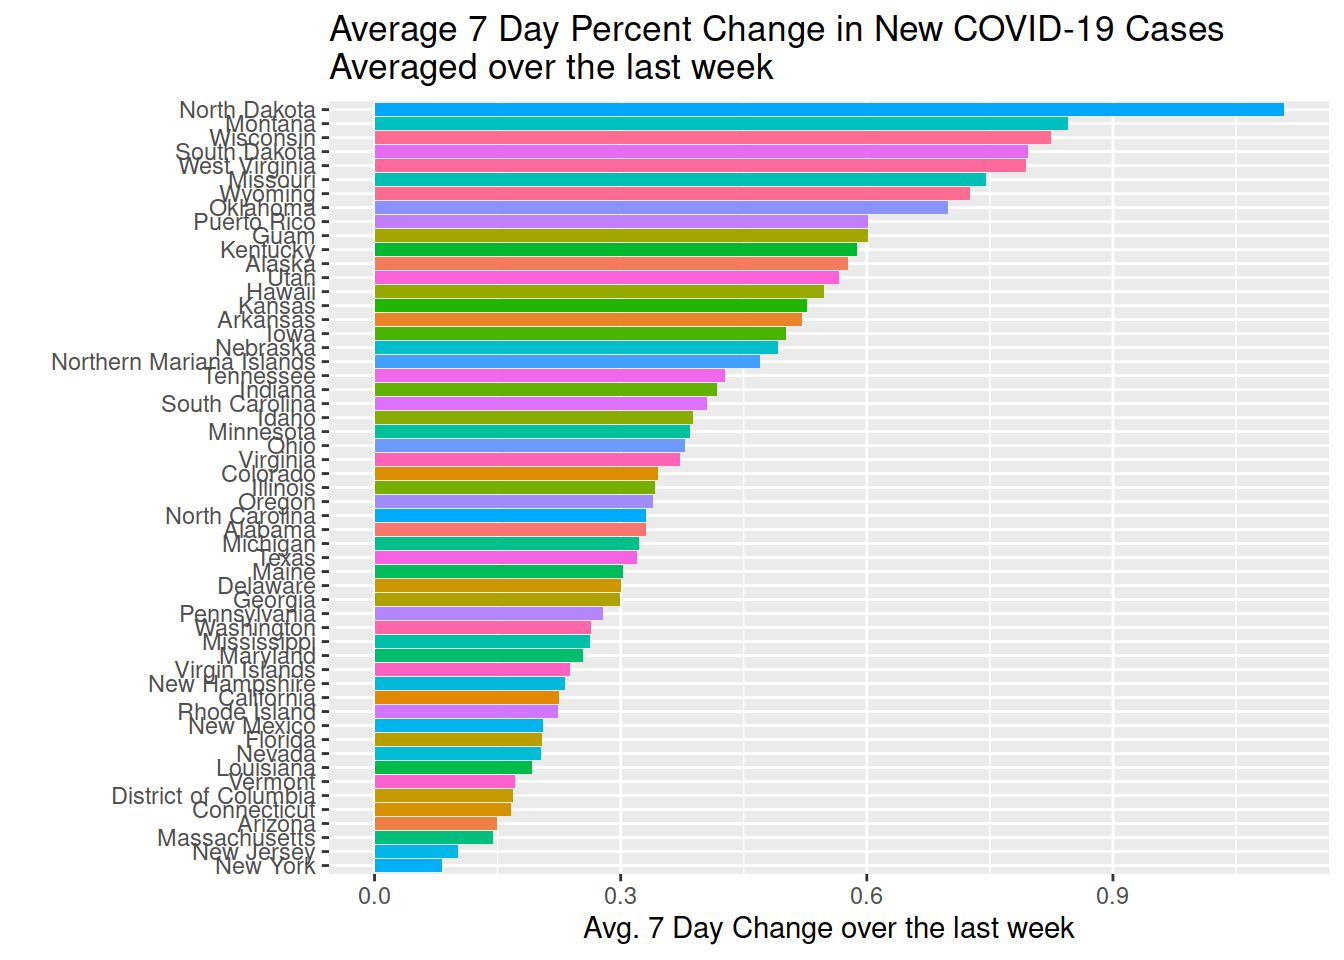 Average 7 Day Percent Change in New COVID-19 Cases
Averaged over the last week
North Dakota
Montana
Wisconsin
South Dakota
West Virginia
Missouri
Wyoming
Oklahoma
Puerto Rico
Guam
Kentucky
Alaska
Utah
Hawaii
Kansas
Arkansas
Iowa
Nebraska
Northern Mariana Islands
Tennessee
Indiana
South Carolina
Idaho
Minnesota
Ohio
Virginia
Colorado
Illinois
Oregon
North Carolina
Alabama
Michigan
Texas
Maine
Delaware
Georgia
Pennsylvania
Washington
Mississippi
Maryland
Virgin Islands
New Hampshire
California
Rhode Island
New Mexico
Florida
Nevada
Louisiana
Vermont
District of Columbia
Connecticut
Arizona
Massachusetts
New Jersey
New York
0.0 0.3 0.6 0.9
Avg. 7 Day Change over the last week